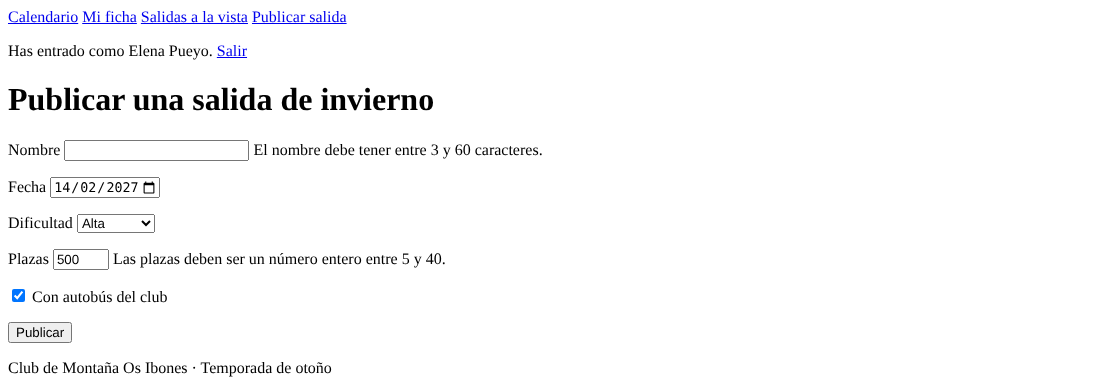 Calendario Mi ficha Salidas a la vista Publicar salida
Has entrado como Elena Pueyo. Salir
Publicar una salida de invierno
Nombre El nombre debe tener entre 3 y 60 caracteres.
Fecha 14/02/2027
Dificultad Alta
Plazas 500 Las plazas deben ser un número entero entre 5 y 40.
Con autobús del club
Publicar
Club de Montaña Os Ibones · Temporada de otoño